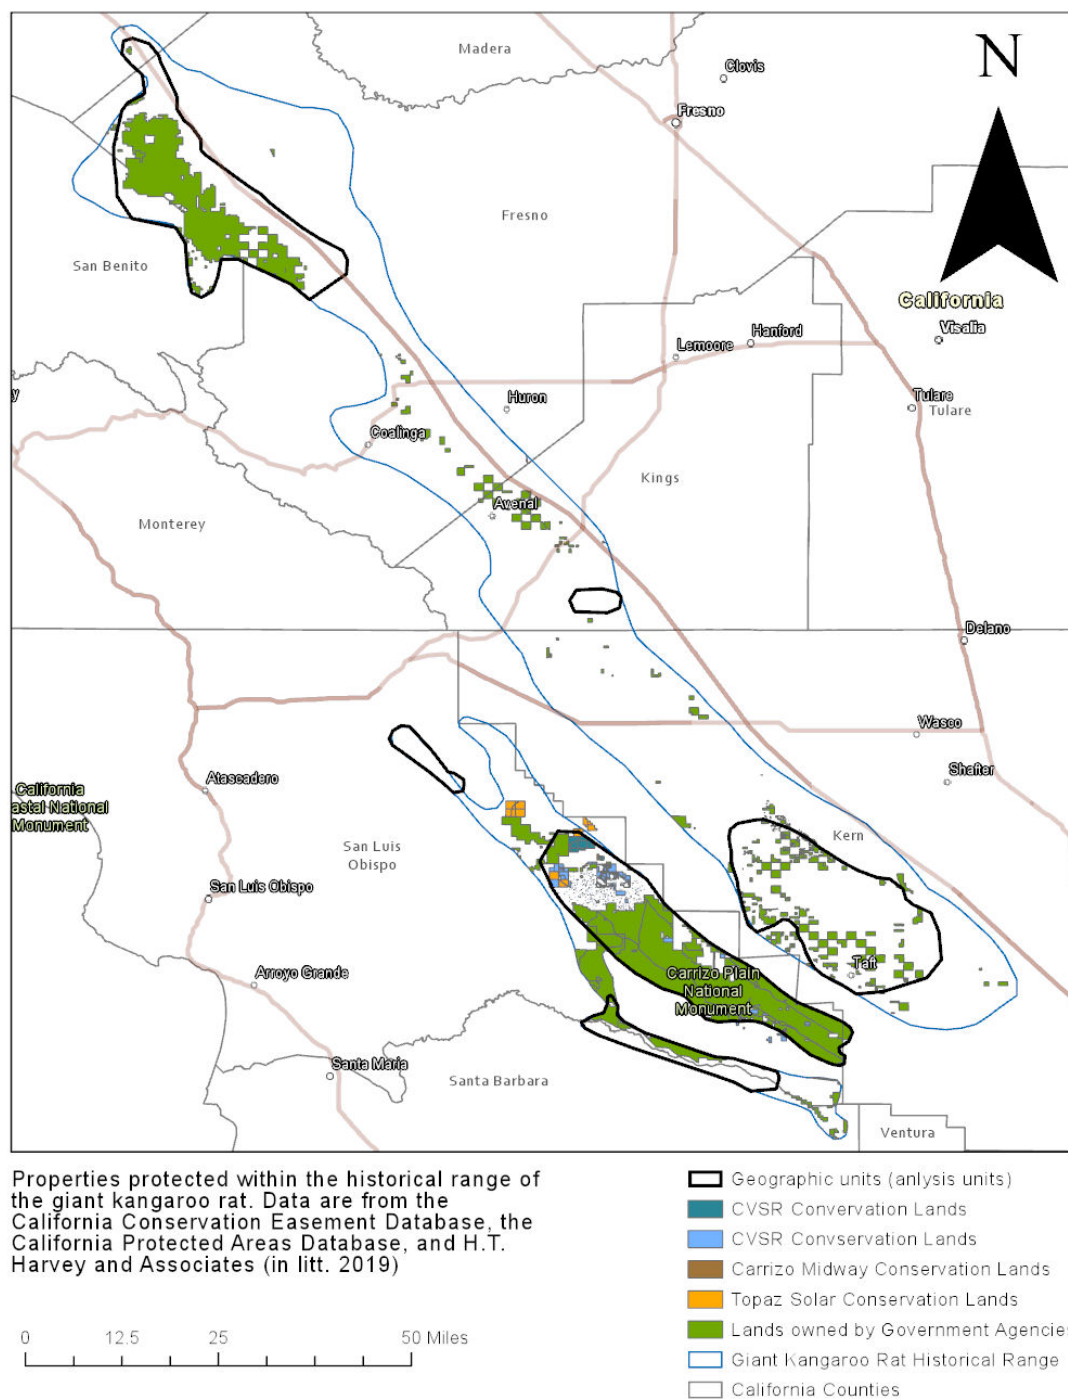 Madera
Clovis
N
Fresno
Fresno
San Benito
California
Visalia
Hanford
Lemoore
Huron
Tulare
Tulare
Coalinga
Kings
Avenal
Monterey
Delano
Wasco
Shafter
Atascadero
California
astal National
Monument
Kern
San Luis
Obispo
San Luis Obispo
Taft
Carrizo Plain
National
Monument
Arroyo Grande
Santa Maria
Santa Barbara
Ventura
Properties protected within the historical range of
the giant kangaroo rat. Data are from the
California Conservation Easement Database, the
California Protected Areas Database, and H.T.
Harvey and Associates (in litt. 2019)
0 12.5 25 50 Miles
Geographic units (anlysis units)
CVSR Convervation Lands
CVSR Convservation Lands
Carrizo Midway Conservation Lands
Topaz Solar Conservation Lands
Lands owned by Government Agencies
Giant Kangaroo Rat Historical Range
California Counties